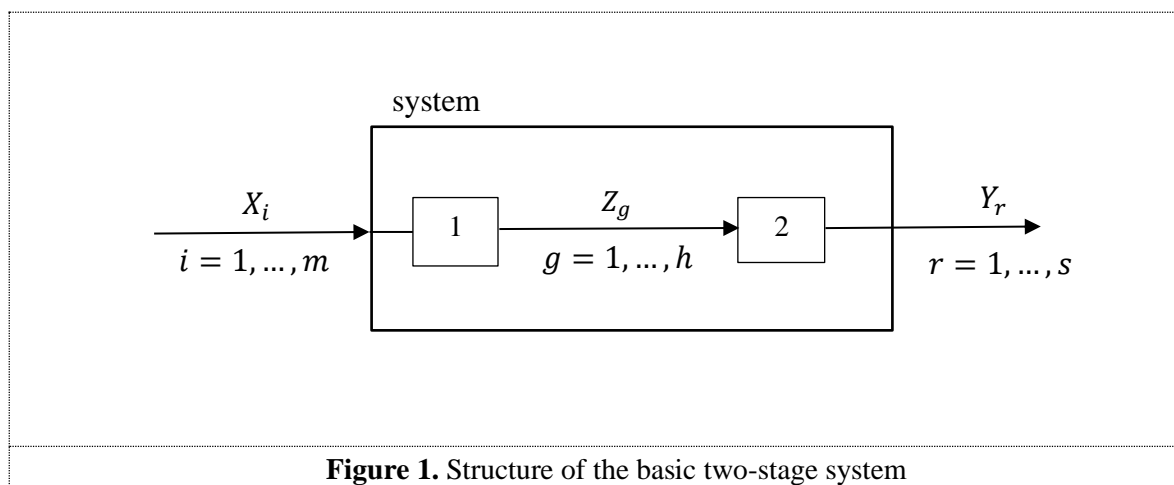 system
X_i
i = 1, … , m
1
Z_g
g = 1, … , h
2
Y_r
r = 1, … , s
Figure 1. Structure of the basic two-stage system